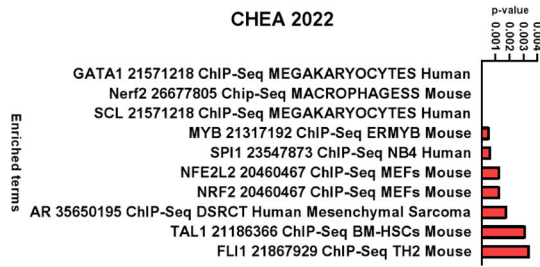 CHEA 2022
p-value
0.001
0.002
0.003
0.004
Enriched terms
GATA1 21571218 ChIP-Seq MEGAKARYOCYTES Human
Nerf2 26677805 Chip-Seq MACROPHAGESS Mouse
SCL 21571218 ChIP-Seq MEGAKARYOCYTES Human
MYB 21317192 ChIP-Seq ERMYB Mouse
SPI1 23547873 ChIP-Seq NB4 Human
NFE2L2 20460467 ChIP-Seq MEFs Mouse
NRF2 20460467 ChIP-Seq MEFs Mouse
AR 35650195 ChIP-Seq DSRCT Human Mesenchymal Sarcoma
TAL1 21186366 ChIP-Seq BM-HSCs Mouse
FLI1 21867929 ChIP-Seq TH2 Mouse